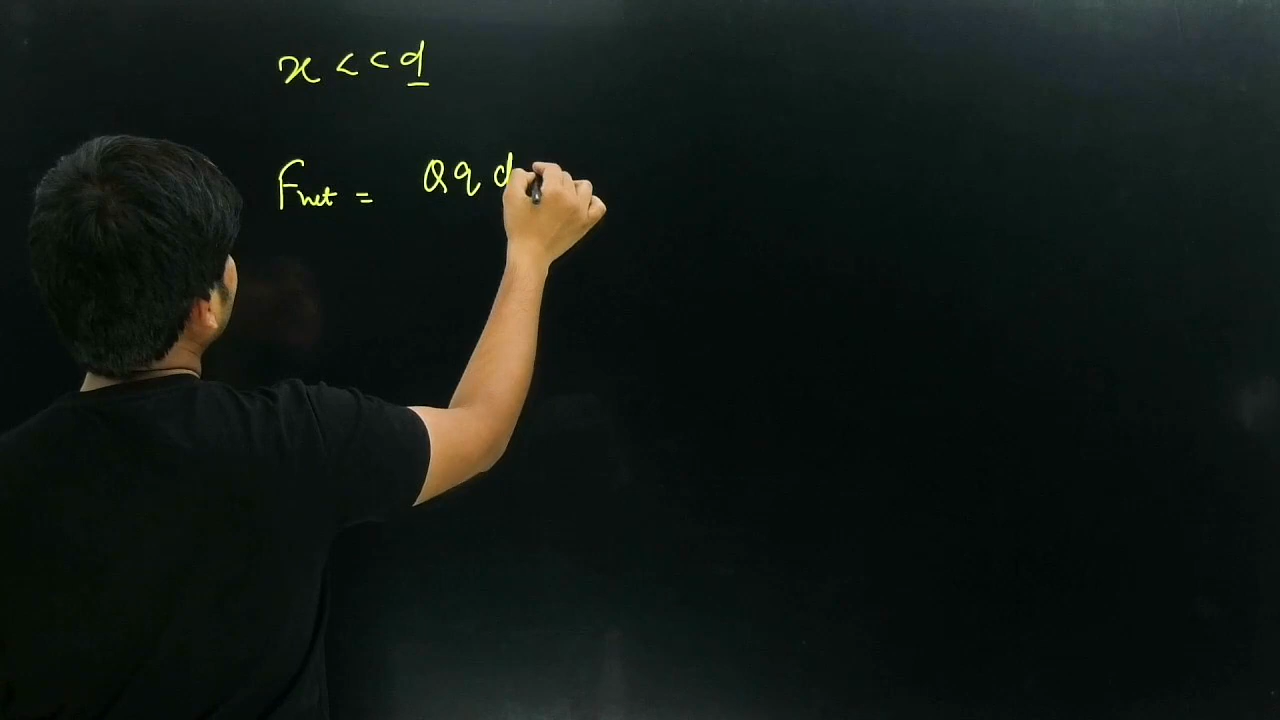 x << d
Fnet = Qqd